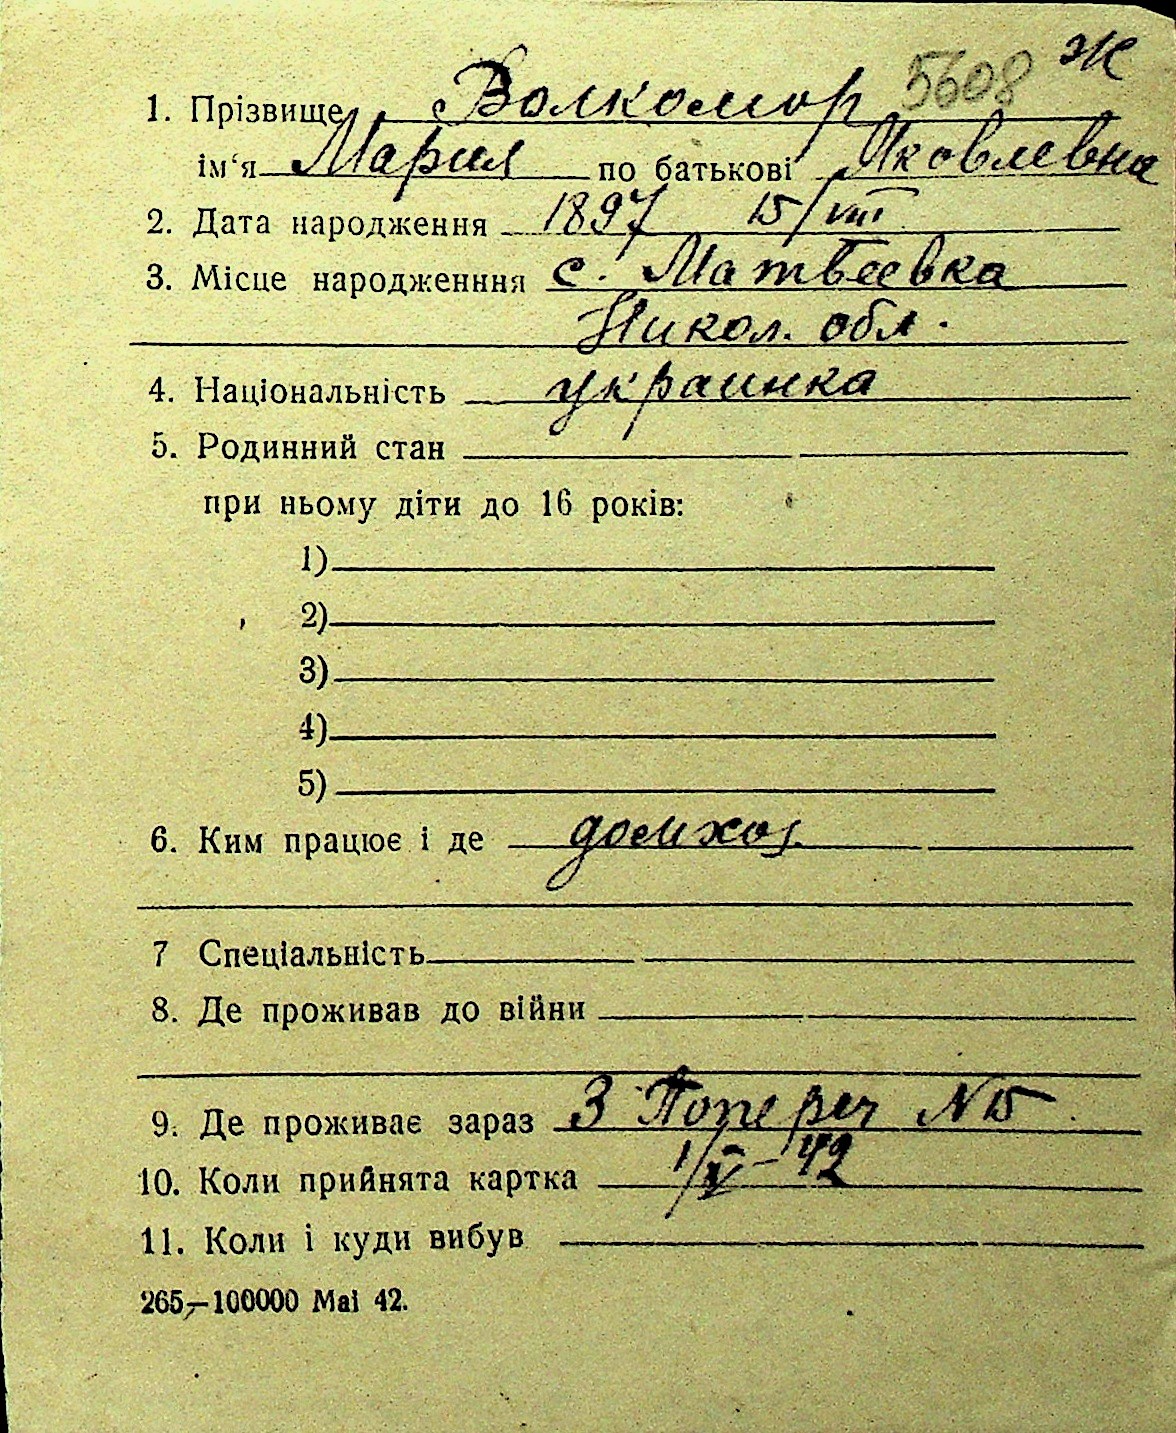 5608 Ж
1. Прізвище Волкомор
ім‘я Мария по батькові Яковлевна
2. Дата народження 1897 15/VIII
3. Місце народженння с. Матвеевка
Никол. обл.
4. Національність украинка
5. Родинний стан
при ньому діти до 16 років:
1)
2)
3)
4)
5)
6. Ким працює і де домхоз.
7 Спеціальність
8. Де проживав до війни
9. Де проживає зараз 3 Попереч N 15
10. Коли прийнята картка 1/V-42
11. Коли і куди вибув
265,—100000 Mai 42.